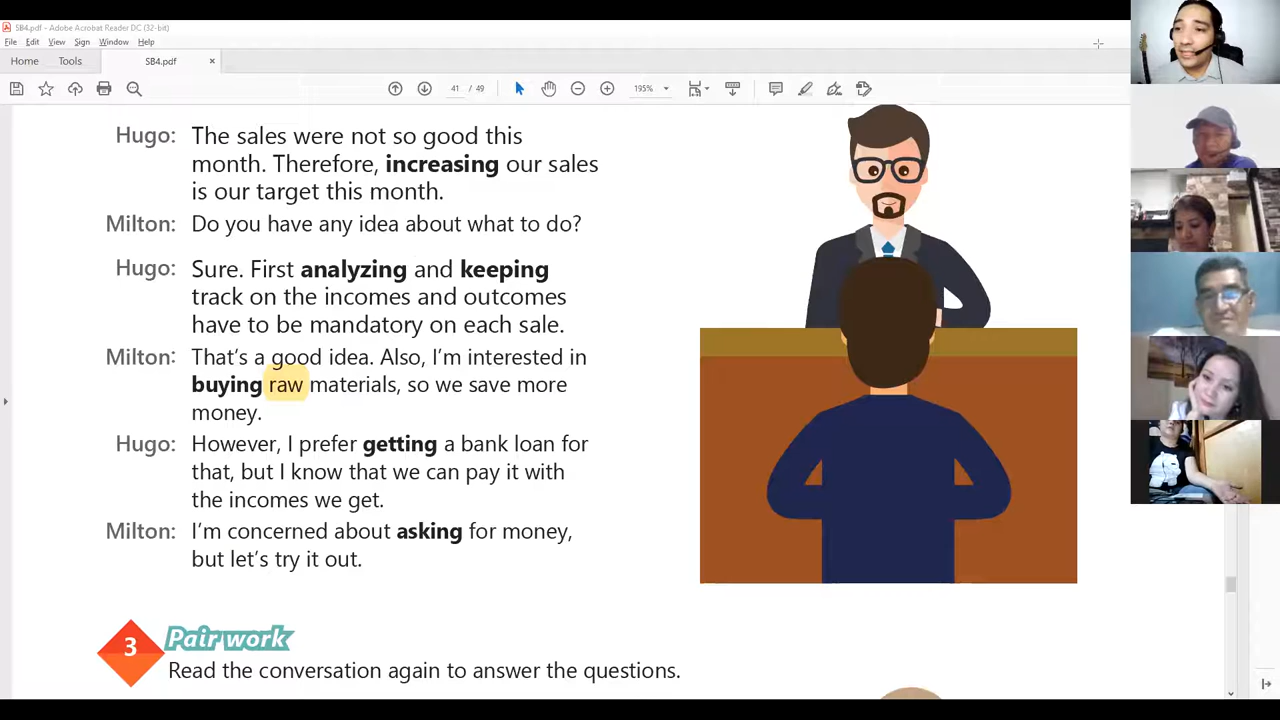 SB4.pdf - Adobe Acrobat Reader DC (32-bit)
File Edit View Sign Window Help
Home Tools SB4.pdf ×
41 / 49 195%
Hugo: The sales were not so good this
month. Therefore, increasing our sales
is our target this month.
Milton: Do you have any idea about what to do?
Hugo: Sure. First analyzing and keeping
track on the incomes and outcomes
have to be mandatory on each sale.
Milton: That's a good idea. Also, I'm interested in
buying raw materials, so we save more
money.
Hugo: However, I prefer getting a bank loan for
that, but I know that we can pay it with
the incomes we get.
Milton: I'm concerned about asking for money,
but let's try it out.
3 Pair work
Read the conversation again to answer the questions.